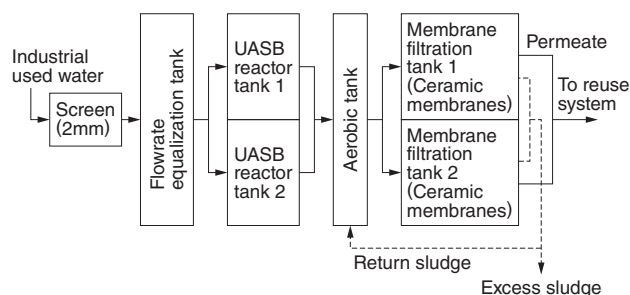 Industrial
used water
Screen
(2mm)
Flowrate
equalization tank
UASB
reactor
tank 1
UASB
reactor
tank 2
Aerobic tank
Membrane
filtration
tank 1
(Ceramic
membranes)
Membrane
filtration
tank 2
(Ceramic
membranes)
Permeate
To reuse
system
Return sludge
Excess sludge